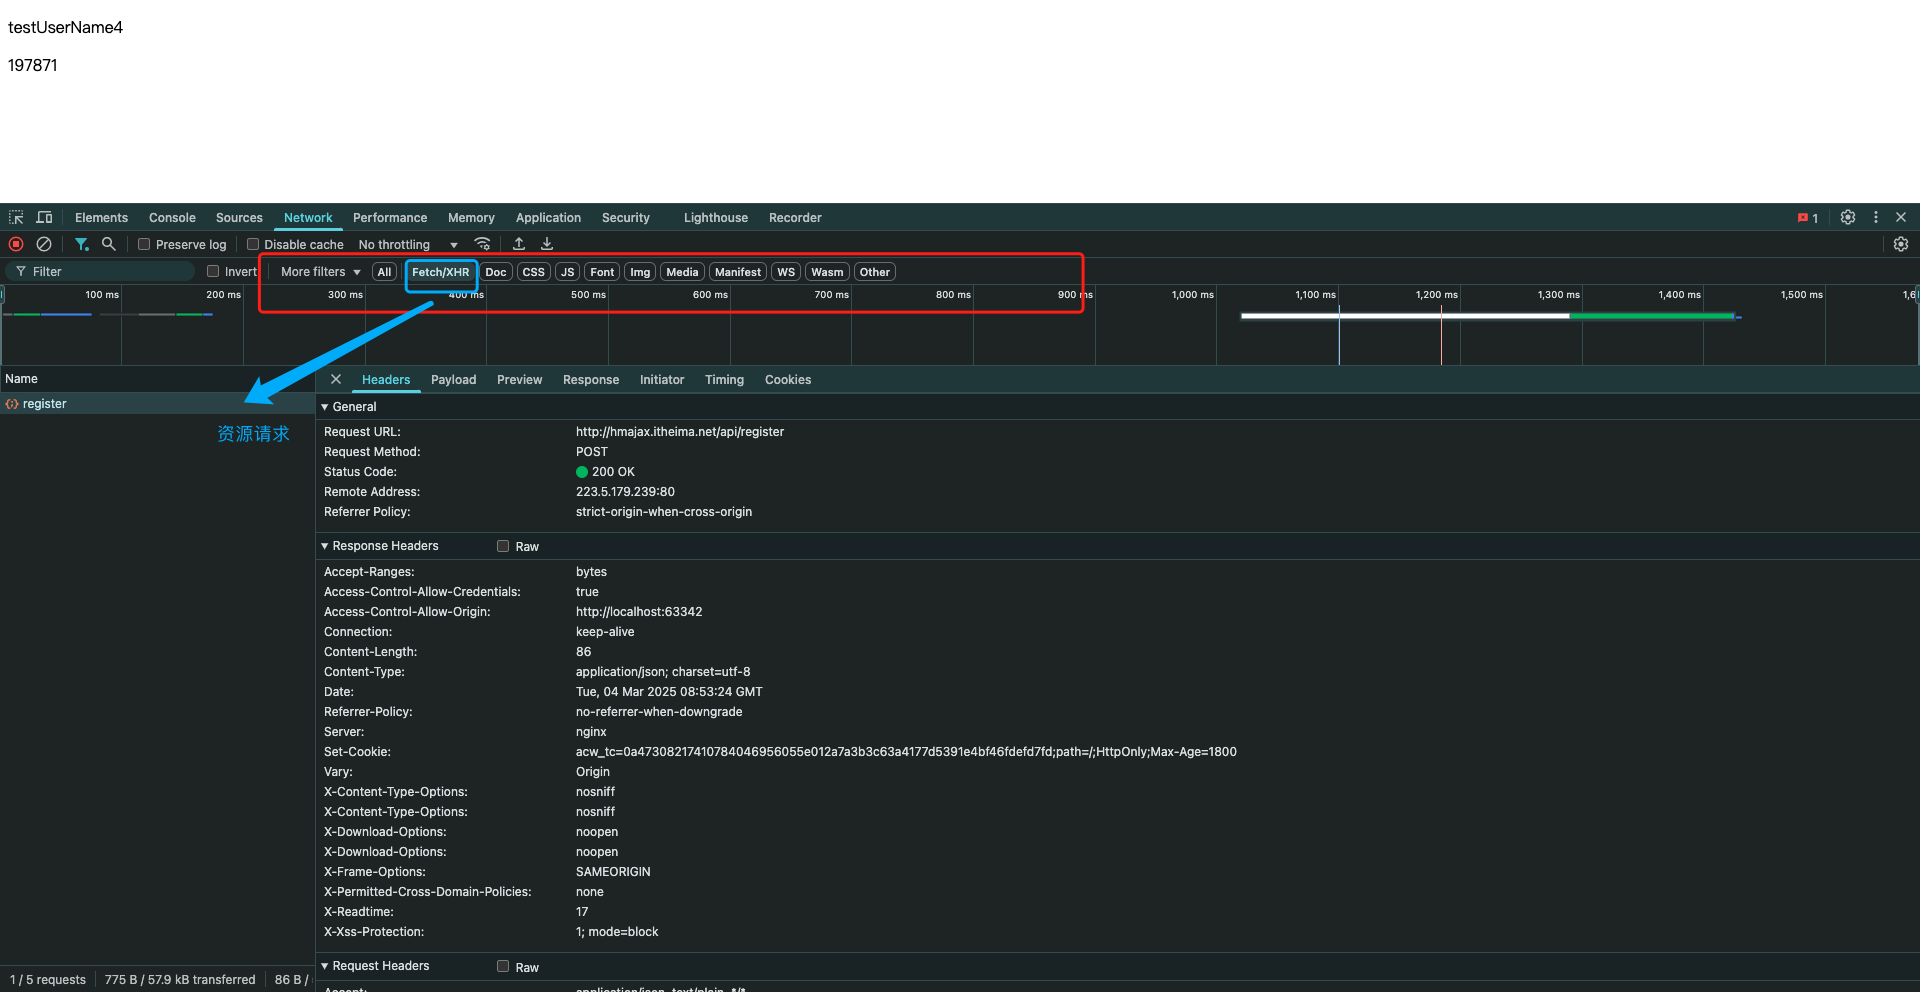 testUserName4
197871
Elements Console Sources Network Performance Memory Application Security Lighthouse Recorder 1
Preserve log Disable cache No throttling
Filter Invert More filters All Fetch/XHR Doc CSS JS Font Img Media Manifest WS Wasm Other
100 ms 200 ms 300 ms 400 ms 500 ms 600 ms 700 ms 800 ms 900 ms 1,000 ms 1,100 ms 1,200 ms 1,300 ms 1,400 ms 1,500 ms 1,6
Name Headers Payload Preview Response Initiator Timing Cookies
register
资源请求
General
Request URL: http://hmajax.itheima.net/api/register
Request Method: POST
Status Code: 200 OK
Remote Address: 223.5.179.239:80
Referrer Policy: strict-origin-when-cross-origin
Response Headers Raw
Accept-Ranges: bytes
Access-Control-Allow-Credentials: true
Access-Control-Allow-Origin: http://localhost:63342
Connection: keep-alive
Content-Length: 86
Content-Type: application/json; charset=utf-8
Date: Tue, 04 Mar 2025 08:53:24 GMT
Referrer-Policy: no-referrer-when-downgrade
Server: nginx
Set-Cookie: acw_tc=0a47308217410784046956055e012a7a3b3c63a4177d5391e4bf46fdefd7fd;path=/;HttpOnly;Max-Age=1800
Vary: Origin
X-Content-Type-Options: nosniff
X-Content-Type-Options: nosniff
X-Download-Options: noopen
X-Download-Options: noopen
X-Frame-Options: SAMEORIGIN
X-Permitted-Cross-Domain-Policies: none
X-Readtime: 17
X-Xss-Protection: 1; mode=block
Request Headers Raw
Accept: application/json, text/plain, */*
1 / 5 requests 775 B / 57.9 kB transferred 86 B /